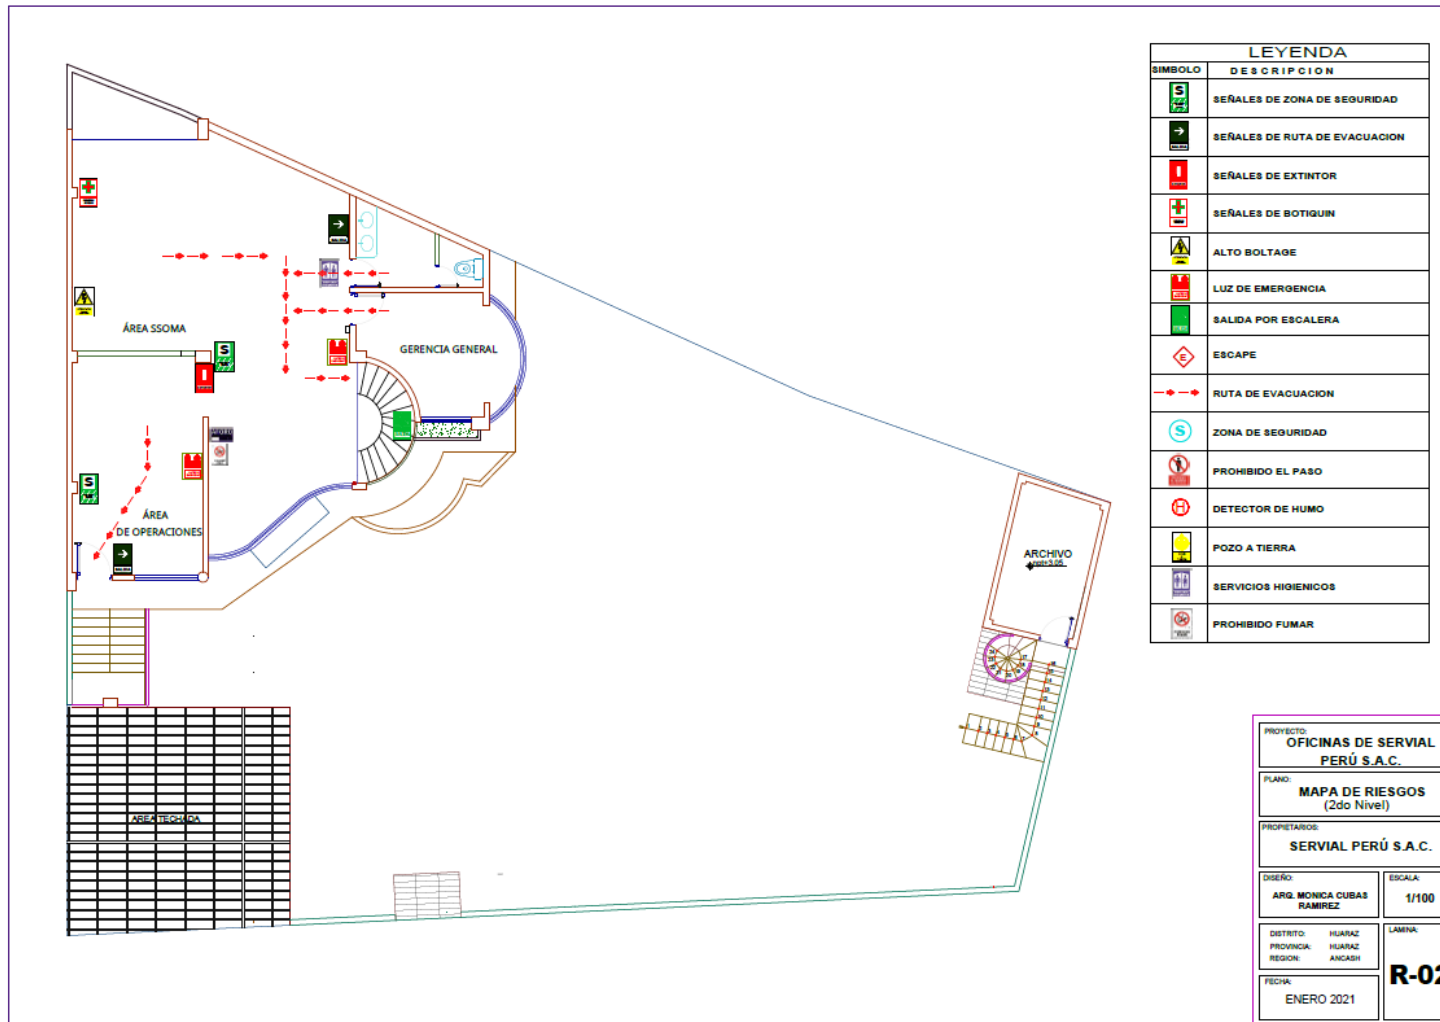 LEYENDA
SIMBOLO
DESCRIPCION
S
SEÑALES DE ZONA DE SEGURIDAD
SEÑALES DE RUTA DE EVACUACION
SEÑALES DE EXTINTOR
SEÑALES DE BOTIQUIN
ALTO BOLTAGE
LUZ DE EMERGENCIA
SALIDA POR ESCALERA
E
ESCAPE
RUTA DE EVACUACION
S
ZONA DE SEGURIDAD
PROHIBIDO EL PASO
H
DETECTOR DE HUMO
POZO A TIERRA
SERVICIOS HIGIENICOS
PROHIBIDO FUMAR
ÁREA SSOMA
GERENCIA GENERAL
S
S
ÁREA
DE OPERACIONES
ARCHIVO
npt+3.05
AREA TECHADA
PROYECTO:
OFICINAS DE SERVIAL
PERÚ S.A.C.
PLANO:
MAPA DE RIESGOS
(2do Nivel)
PROPIETARIOS:
SERVIAL PERÚ S.A.C.
DISEÑO:
ARQ. MONICA CUBAS
RAMIREZ
ESCALA:
1/100
DISTRITO: HUARAZ
PROVINCIA: HUARAZ
REGION: ANCASH
LAMINA:
R-02
FECHA:
ENERO 2021